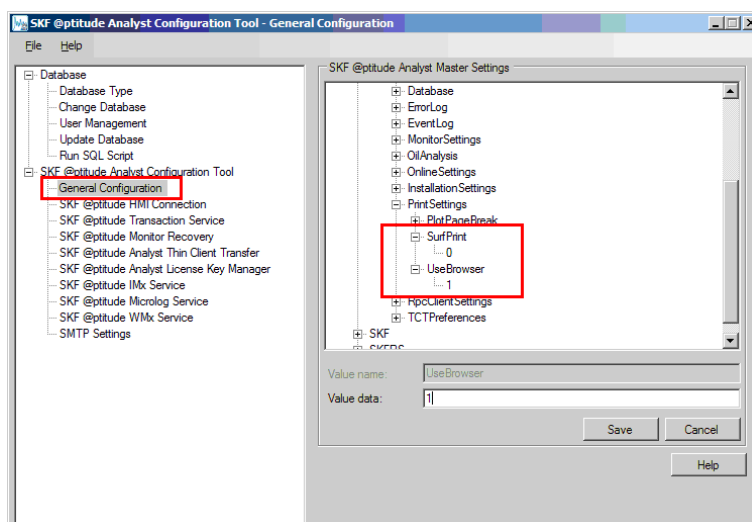 SKF @ptitude Analyst Configuration Tool - General Configuration
File Help
Database
Database Type
Change Database
User Management
Update Database
Run SQL Script
SKF @ptitude Analyst Configuration Tool
General Configuration
SKF @ptitude HMI Connection
SKF @ptitude Transaction Service
SKF @ptitude Monitor Recovery
SKF @ptitude Analyst Thin Client Transfer
SKF @ptitude Analyst License Key Manager
SKF @ptitude IMx Service
SKF @ptitude Microlog Service
SKF @ptitude WMx Service
SMTP Settings
SKF @ptitude Analyst Master Settings
Database
ErrorLog
EventLog
MonitorSettings
OilAnalysis
OnlineSettings
InstallationSettings
PrintSettings
PlotPageBreak
SurfPrint
0
UseBrowser
1
RpcClientSettings
TCTPreferences
SKF
SKFRS
Value name: UseBrowser
Value data: 1
Save Cancel
Help